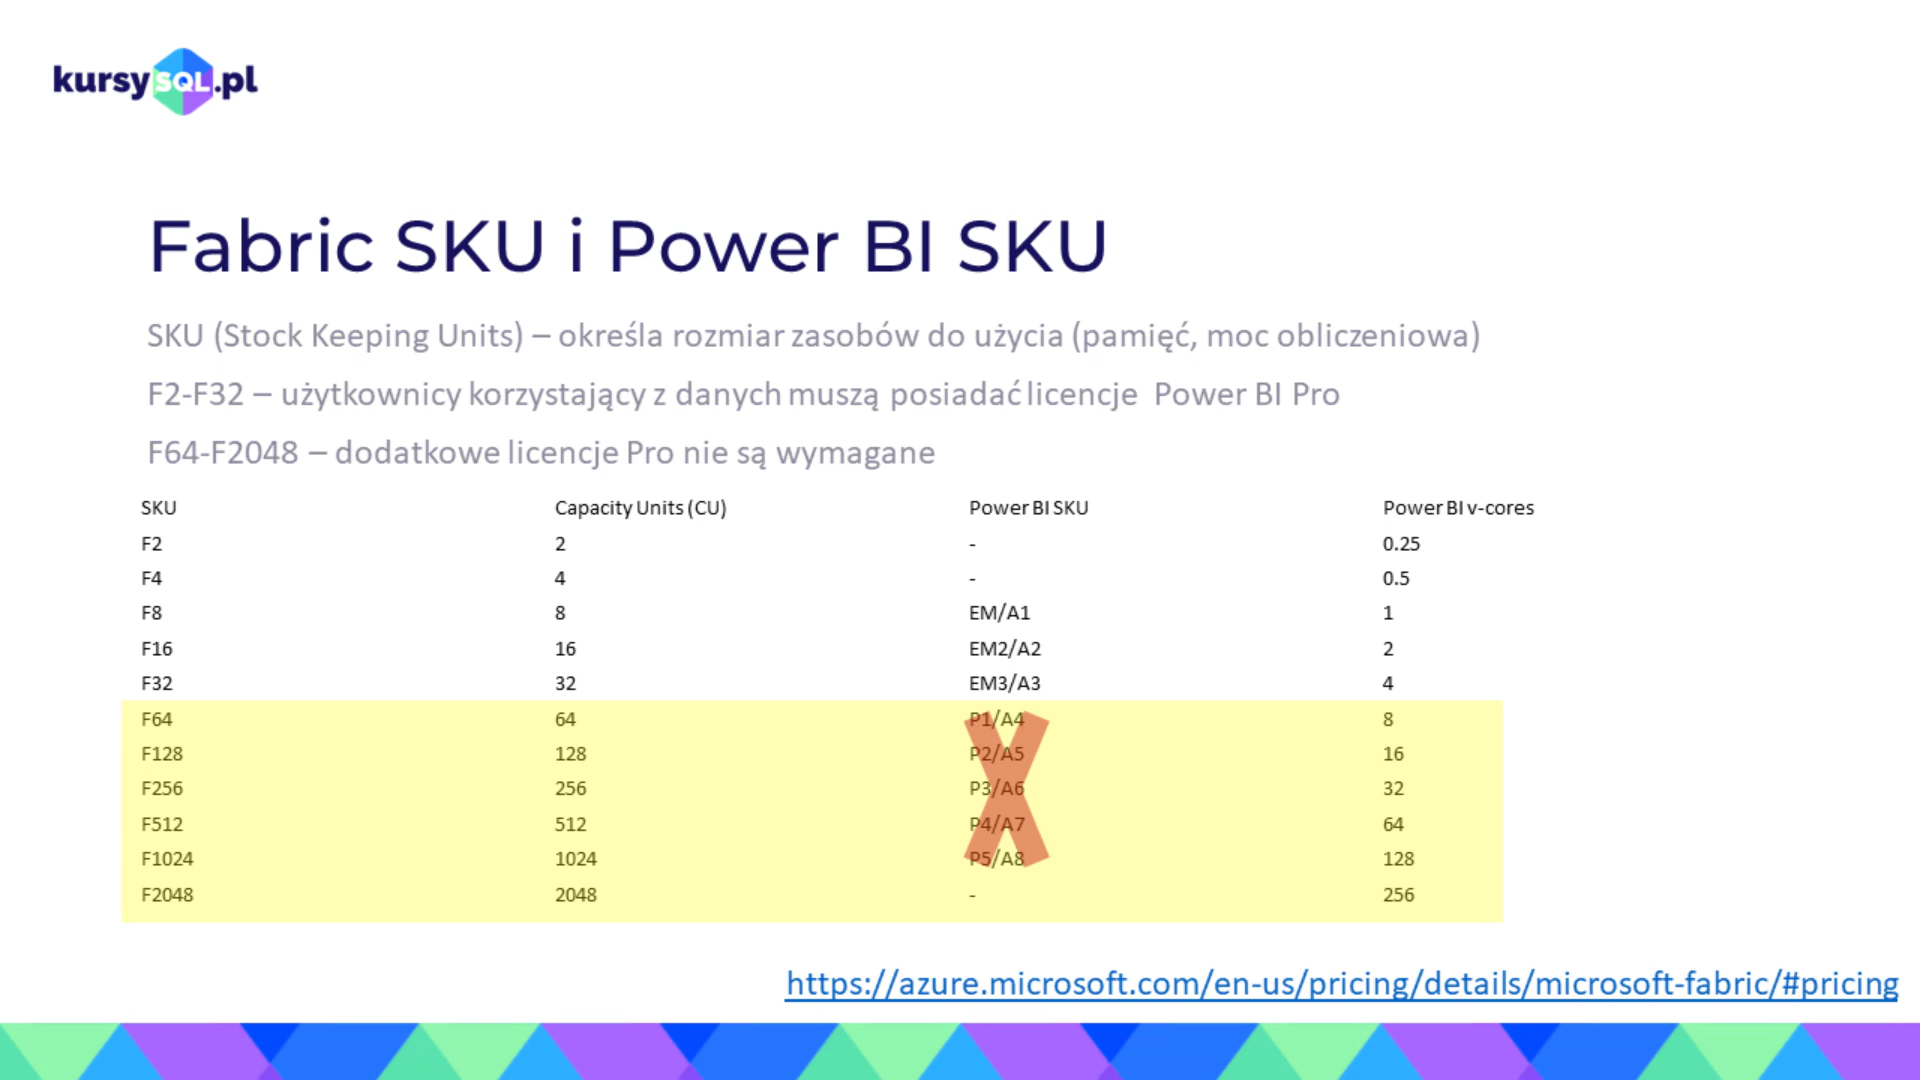 kursySQL.pl
Fabric SKU i Power BI SKU
SKU (Stock Keeping Units) – określa rozmiar zasobów do użycia (pamięć, moc obliczeniowa)
F2-F32 – użytkownicy korzystający z danych muszą posiadać licencje Power BI Pro
F64-F2048 – dodatkowe licencje Pro nie są wymagane
SKU Capacity Units (CU) Power BI SKU Power BI v-cores
F2 2 - 0.25
F4 4 - 0.5
F8 8 EM/A1 1
F16 16 EM2/A2 2
F32 32 EM3/A3 4
F64 64 P1/A4 8
F128 128 P2/A5 16
F256 256 P3/A6 32
F512 512 P4/A7 64
F1024 1024 P5/A8 128
F2048 2048 - 256
https://azure.microsoft.com/en-us/pricing/details/microsoft-fabric/#pricing